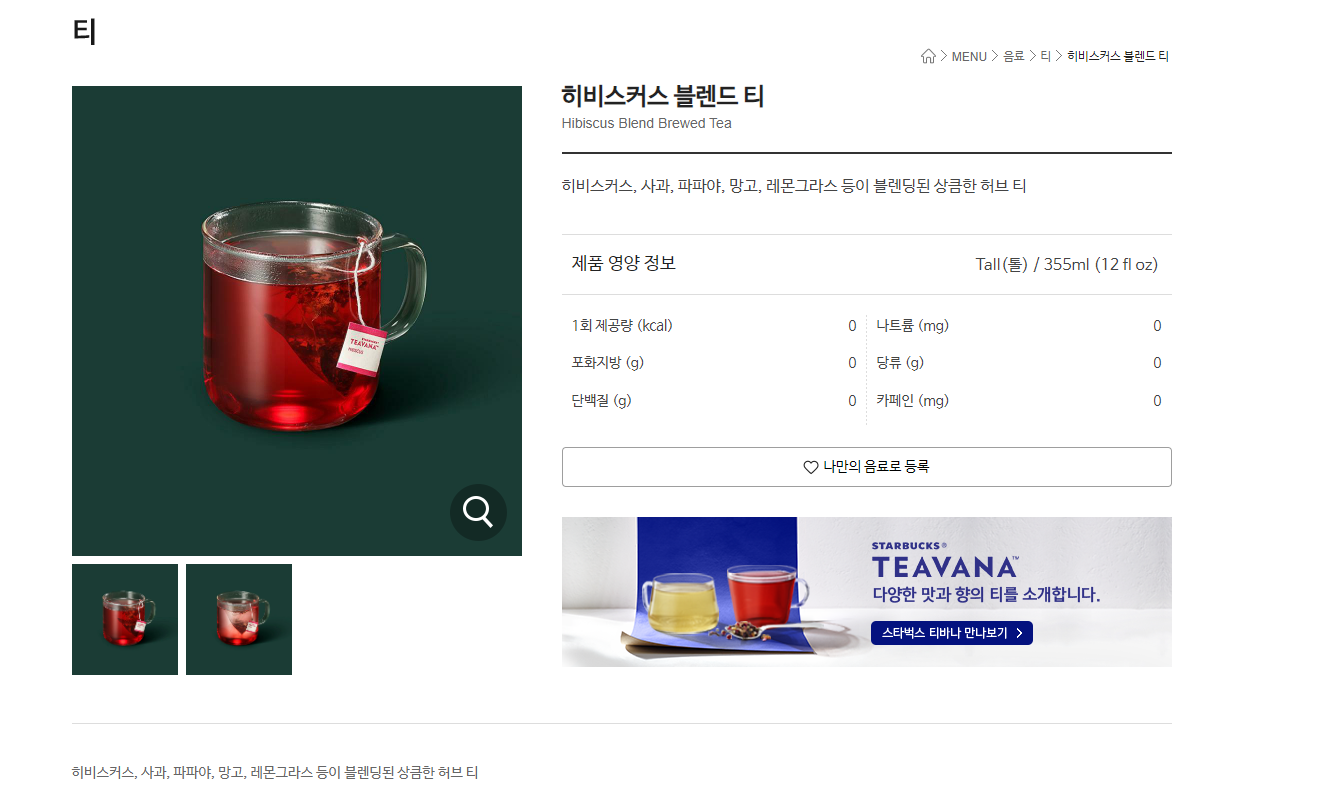 티
MENU 음료 티 히비스커스 블렌드 티
히비스커스 블렌드 티
Hibiscus Blend Brewed Tea
히비스커스, 사과, 파파야, 망고, 레몬그라스 등이 블렌딩된 상큼한 허브 티
제품 영양 정보 Tall(톨) / 355ml (12 fl oz)
1회 제공량 (kcal) 0 나트륨 (mg) 0
포화지방 (g) 0 당류 (g) 0
단백질 (g) 0 카페인 (mg) 0
나만의 음료로 등록
TEAVANA™
STARBUCKS®
TEAVANA™
다양한 맛과 향의 티를 소개합니다.
스타벅스 티바나 만나보기
히비스커스, 사과, 파파야, 망고, 레몬그라스 등이 블렌딩된 상큼한 허브 티